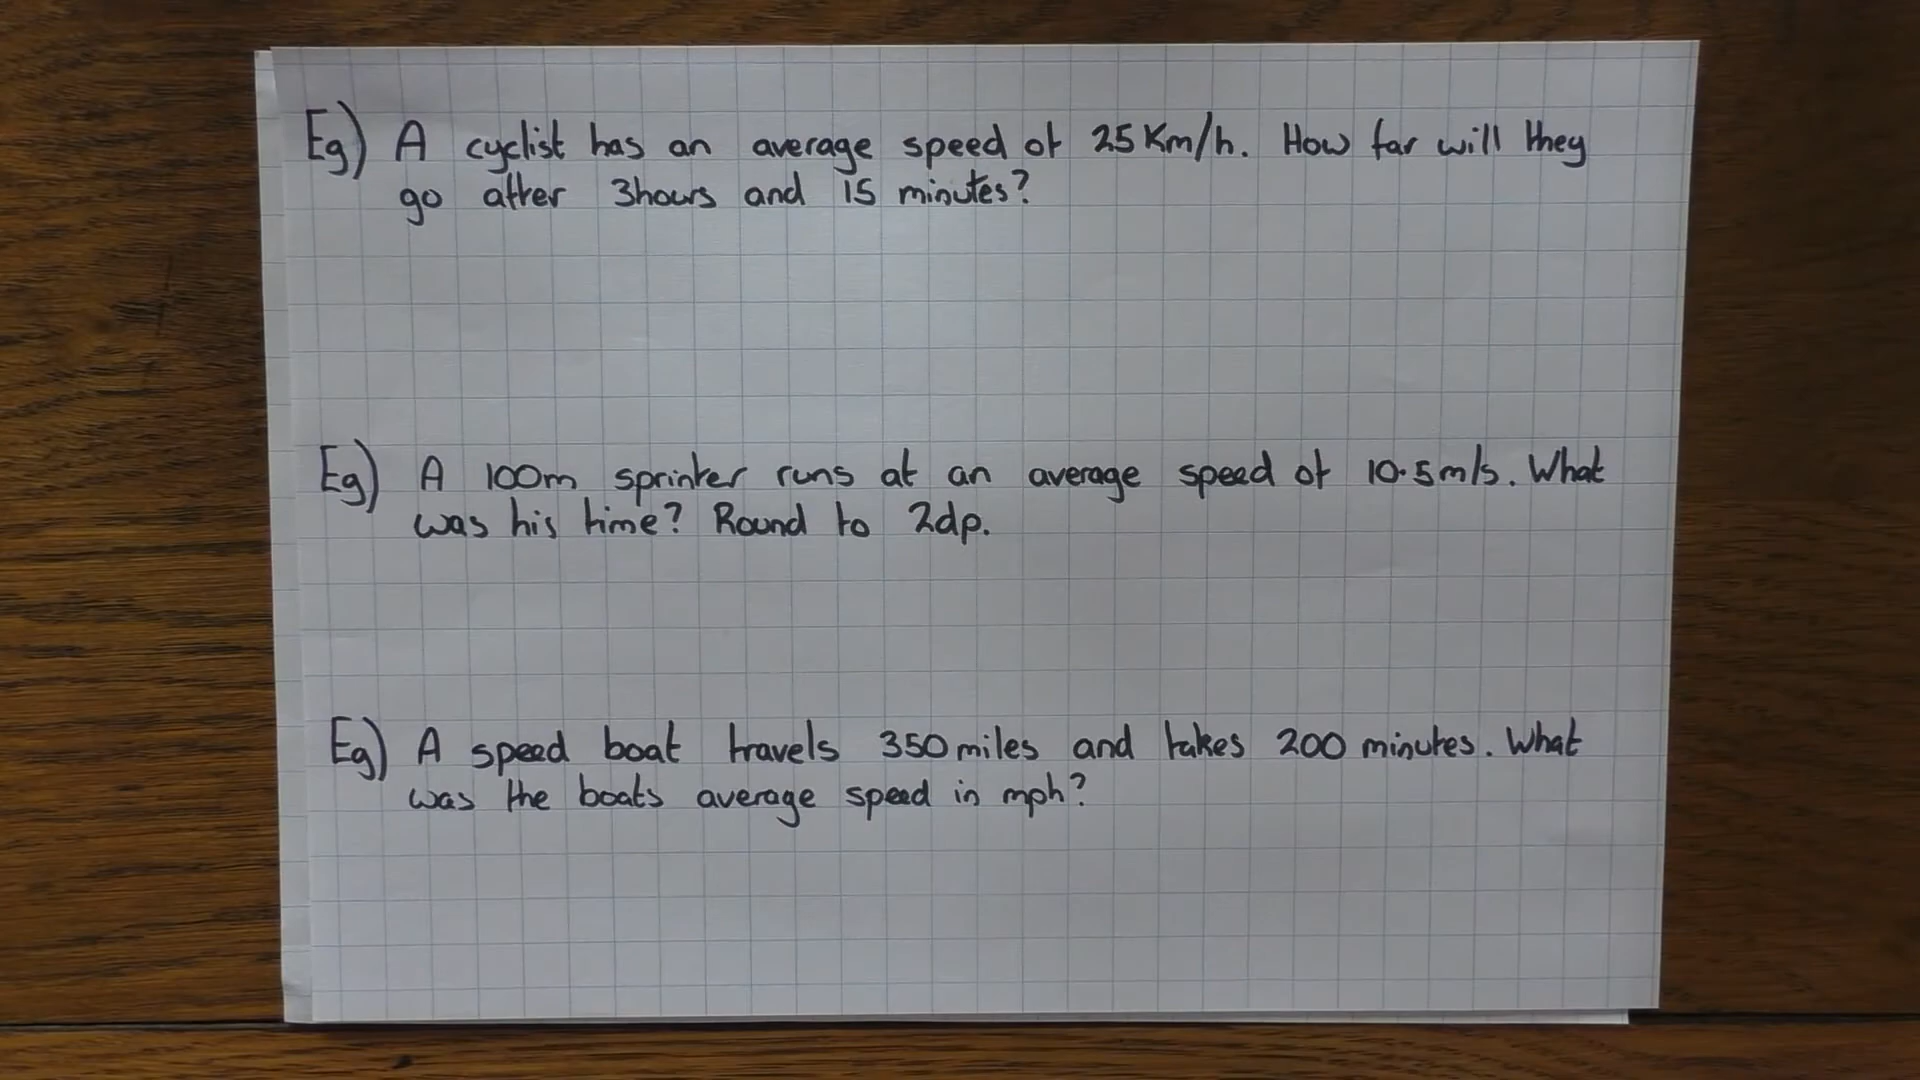 Eg) A cyclist has an average speed of 25 Km/h. How far will they
go after 3hours and 15 minutes?
Eg) A 100m sprinter runs at an average speed of 10.5m/s. What
was his time? Round to 2dp.
Eg) A speed boat travels 350 miles and takes 200 minutes. What
was the boats average speed in mph?